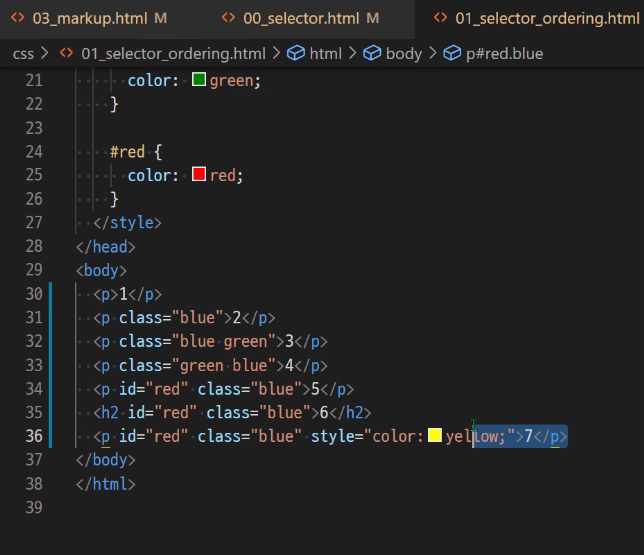 03_markup.html M 00_selector.html M 01_selector_ordering.html
css > 01_selector_ordering.html > html > body > p#red.blue
21 color: green;
22 }
23
24 #red {
25 color: red;
26 }
27 </style>
28 </head>
29 <body>
30 <p>1</p>
31 <p class="blue">2</p>
32 <p class="blue green">3</p>
33 <p class="green blue">4</p>
34 <p id="red" class="blue">5</p>
35 <h2 id="red" class="blue">6</h2>
36 <p id="red" class="blue" style="color: yellow;">7</p>
37 </body>
38 </html>
39